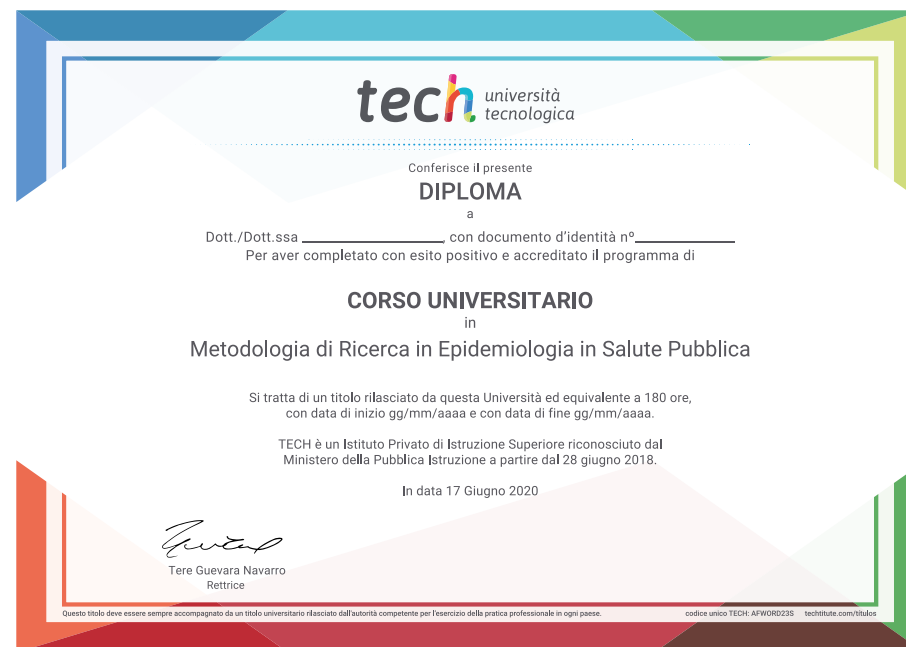 tech università
tecnologica
Conferisce il presente
DIPLOMA
a
Dott./Dott.ssa ____________________, con documento d'identità nº______________
Per aver completato con esito positivo e accreditato il programma di
CORSO UNIVERSITARIO
in
Metodologia di Ricerca in Epidemiologia in Salute Pubblica
Si tratta di un titolo rilasciato da questa Università ed equivalente a 180 ore,
con data di inizio gg/mm/aaaa e con data di fine gg/mm/aaaa.
TECH è un Istituto Privato di Istruzione Superiore riconosciuto dal
Ministero della Pubblica Istruzione a partire dal 28 giugno 2018.
In data 17 Giugno 2020
Tere Guevara Navarro
Rettrice
Questo titolo deve essere sempre accompagnato da un titolo universitario rilasciato dall'autorità competente per l'esercizio della pratica professionale in ogni paese. codice unico TECH: AFWORD23S techtitute.com/titulos